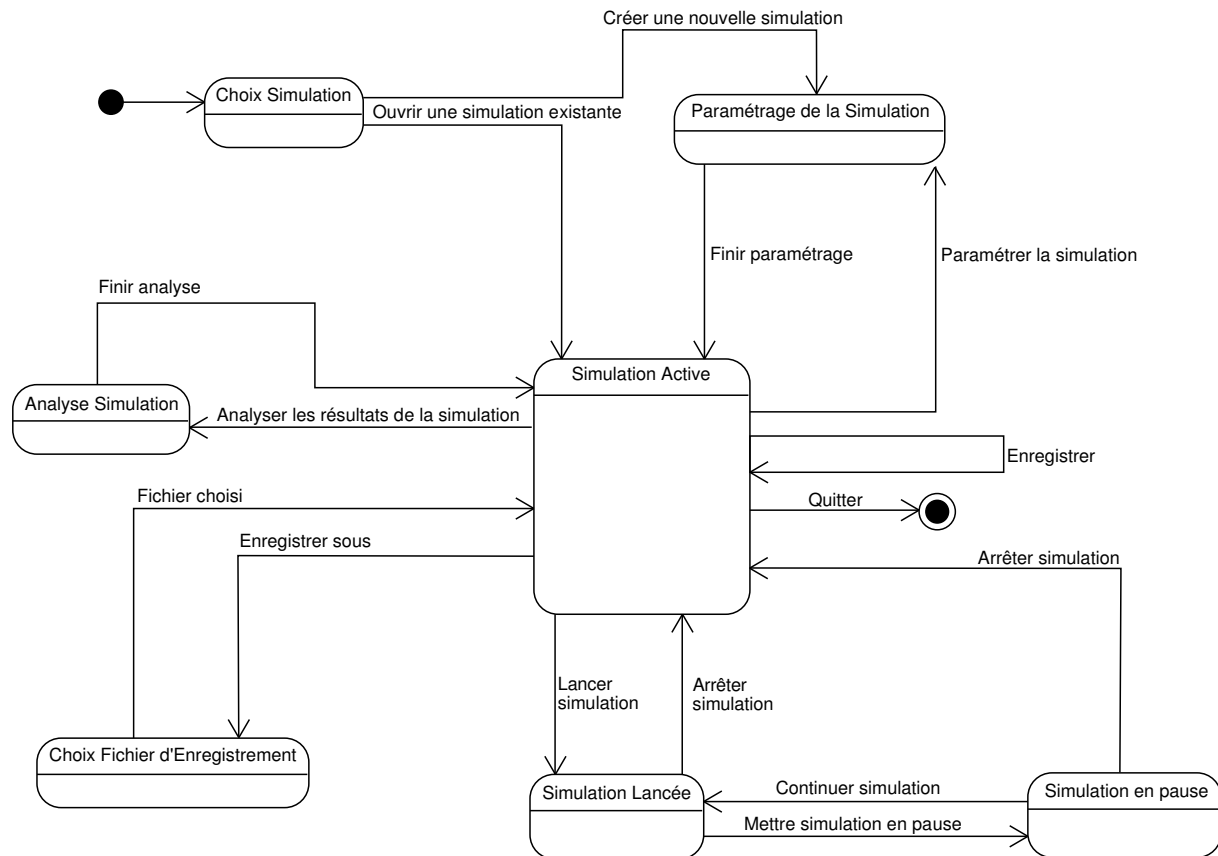 Créer une nouvelle simulation
Choix Simulation
Ouvrir une simulation existante
Paramétrage de la Simulation
Finir paramétrage
Paramétrer la simulation
Finir analyse
Simulation Active
Analyse Simulation
Analyser les résultats de la simulation
Enregistrer
Fichier choisi
Quitter
Enregistrer sous
Arrêter simulation
Lancer
simulation
Arrêter
simulation
Choix Fichier d'Enregistrement
Simulation Lancée
Continuer simulation
Simulation en pause
Mettre simulation en pause